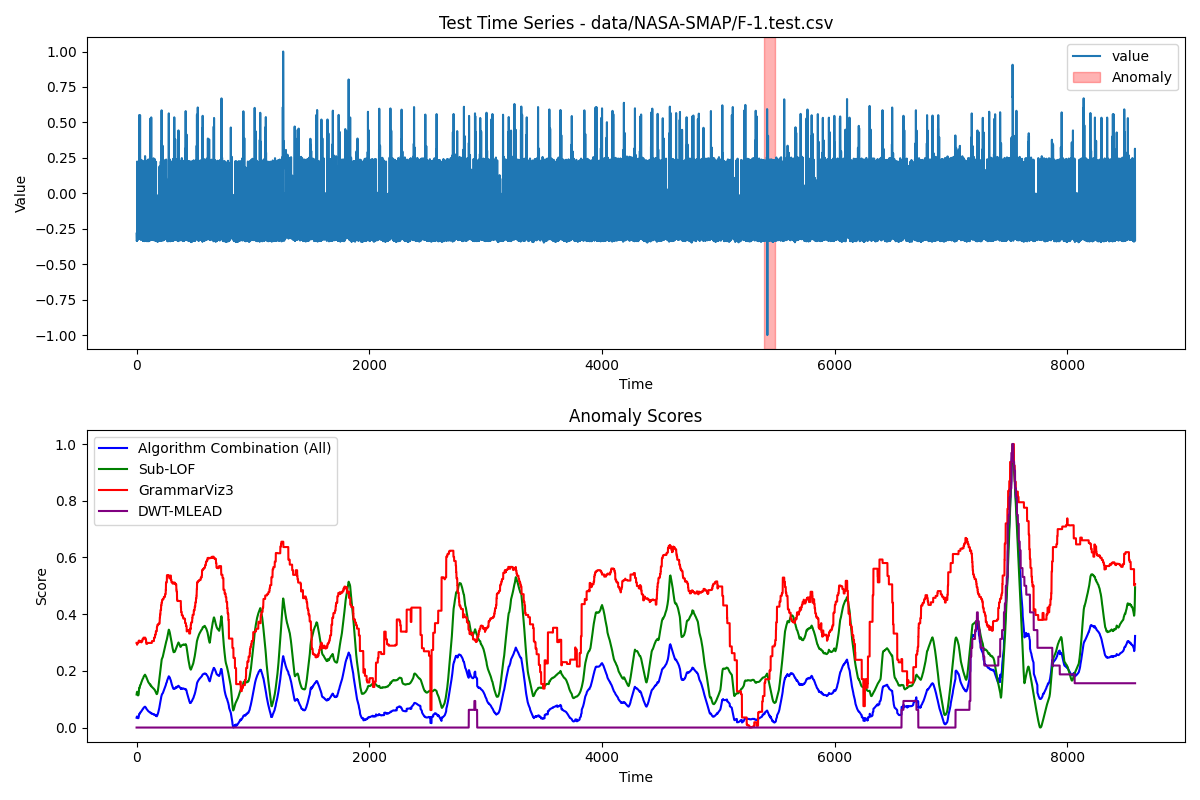 Test Time Series - data/NASA-SMAP/F-1.test.csv
1.00
0.75
0.50
0.25
0.00
−0.25
−0.50
−0.75
−1.00
Value
value
Anomaly
0 2000 4000 6000 8000
Time
Anomaly Scores
1.0
0.8
0.6
0.4
0.2
0.0
Score
Algorithm Combination (All)
Sub-LOF
GrammarViz3
DWT-MLEAD
0 2000 4000 6000 8000
Time